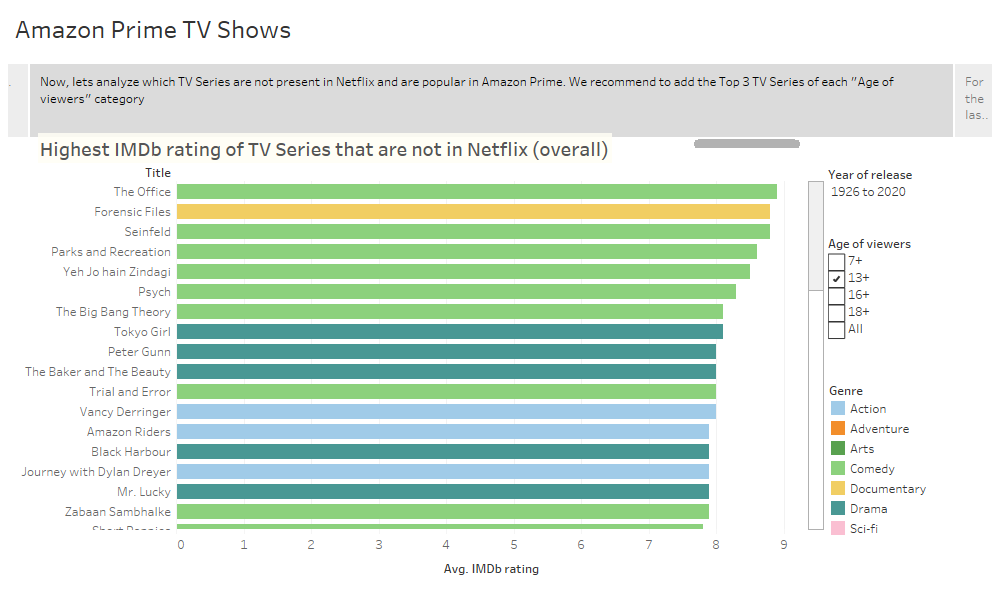 Amazon Prime TV Shows
Now, lets analyze which TV Series are not present in Netflix and are popular in Amazon Prime. We recommend to add the Top 3 TV Series of each "Age of
viewers" category
For
the
las..
Highest IMDb rating of TV Series that are not in Netflix (overall)
Title
The Office
Forensic Files
Seinfeld
Parks and Recreation
Yeh Jo hain Zindagi
Psych
The Big Bang Theory
Tokyo Girl
Peter Gunn
The Baker and The Beauty
Trial and Error
Vancy Derringer
Amazon Riders
Black Harbour
Journey with Dylan Dreyer
Mr. Lucky
Zabaan Sambhalke
0 1 2 3 4 5 6 7 8 9
Avg. IMDb rating
Year of release
1926 to 2020
Age of viewers
7+
13+
16+
18+
All
Genre
Action
Adventure
Arts
Comedy
Documentary
Drama
Sci-fi